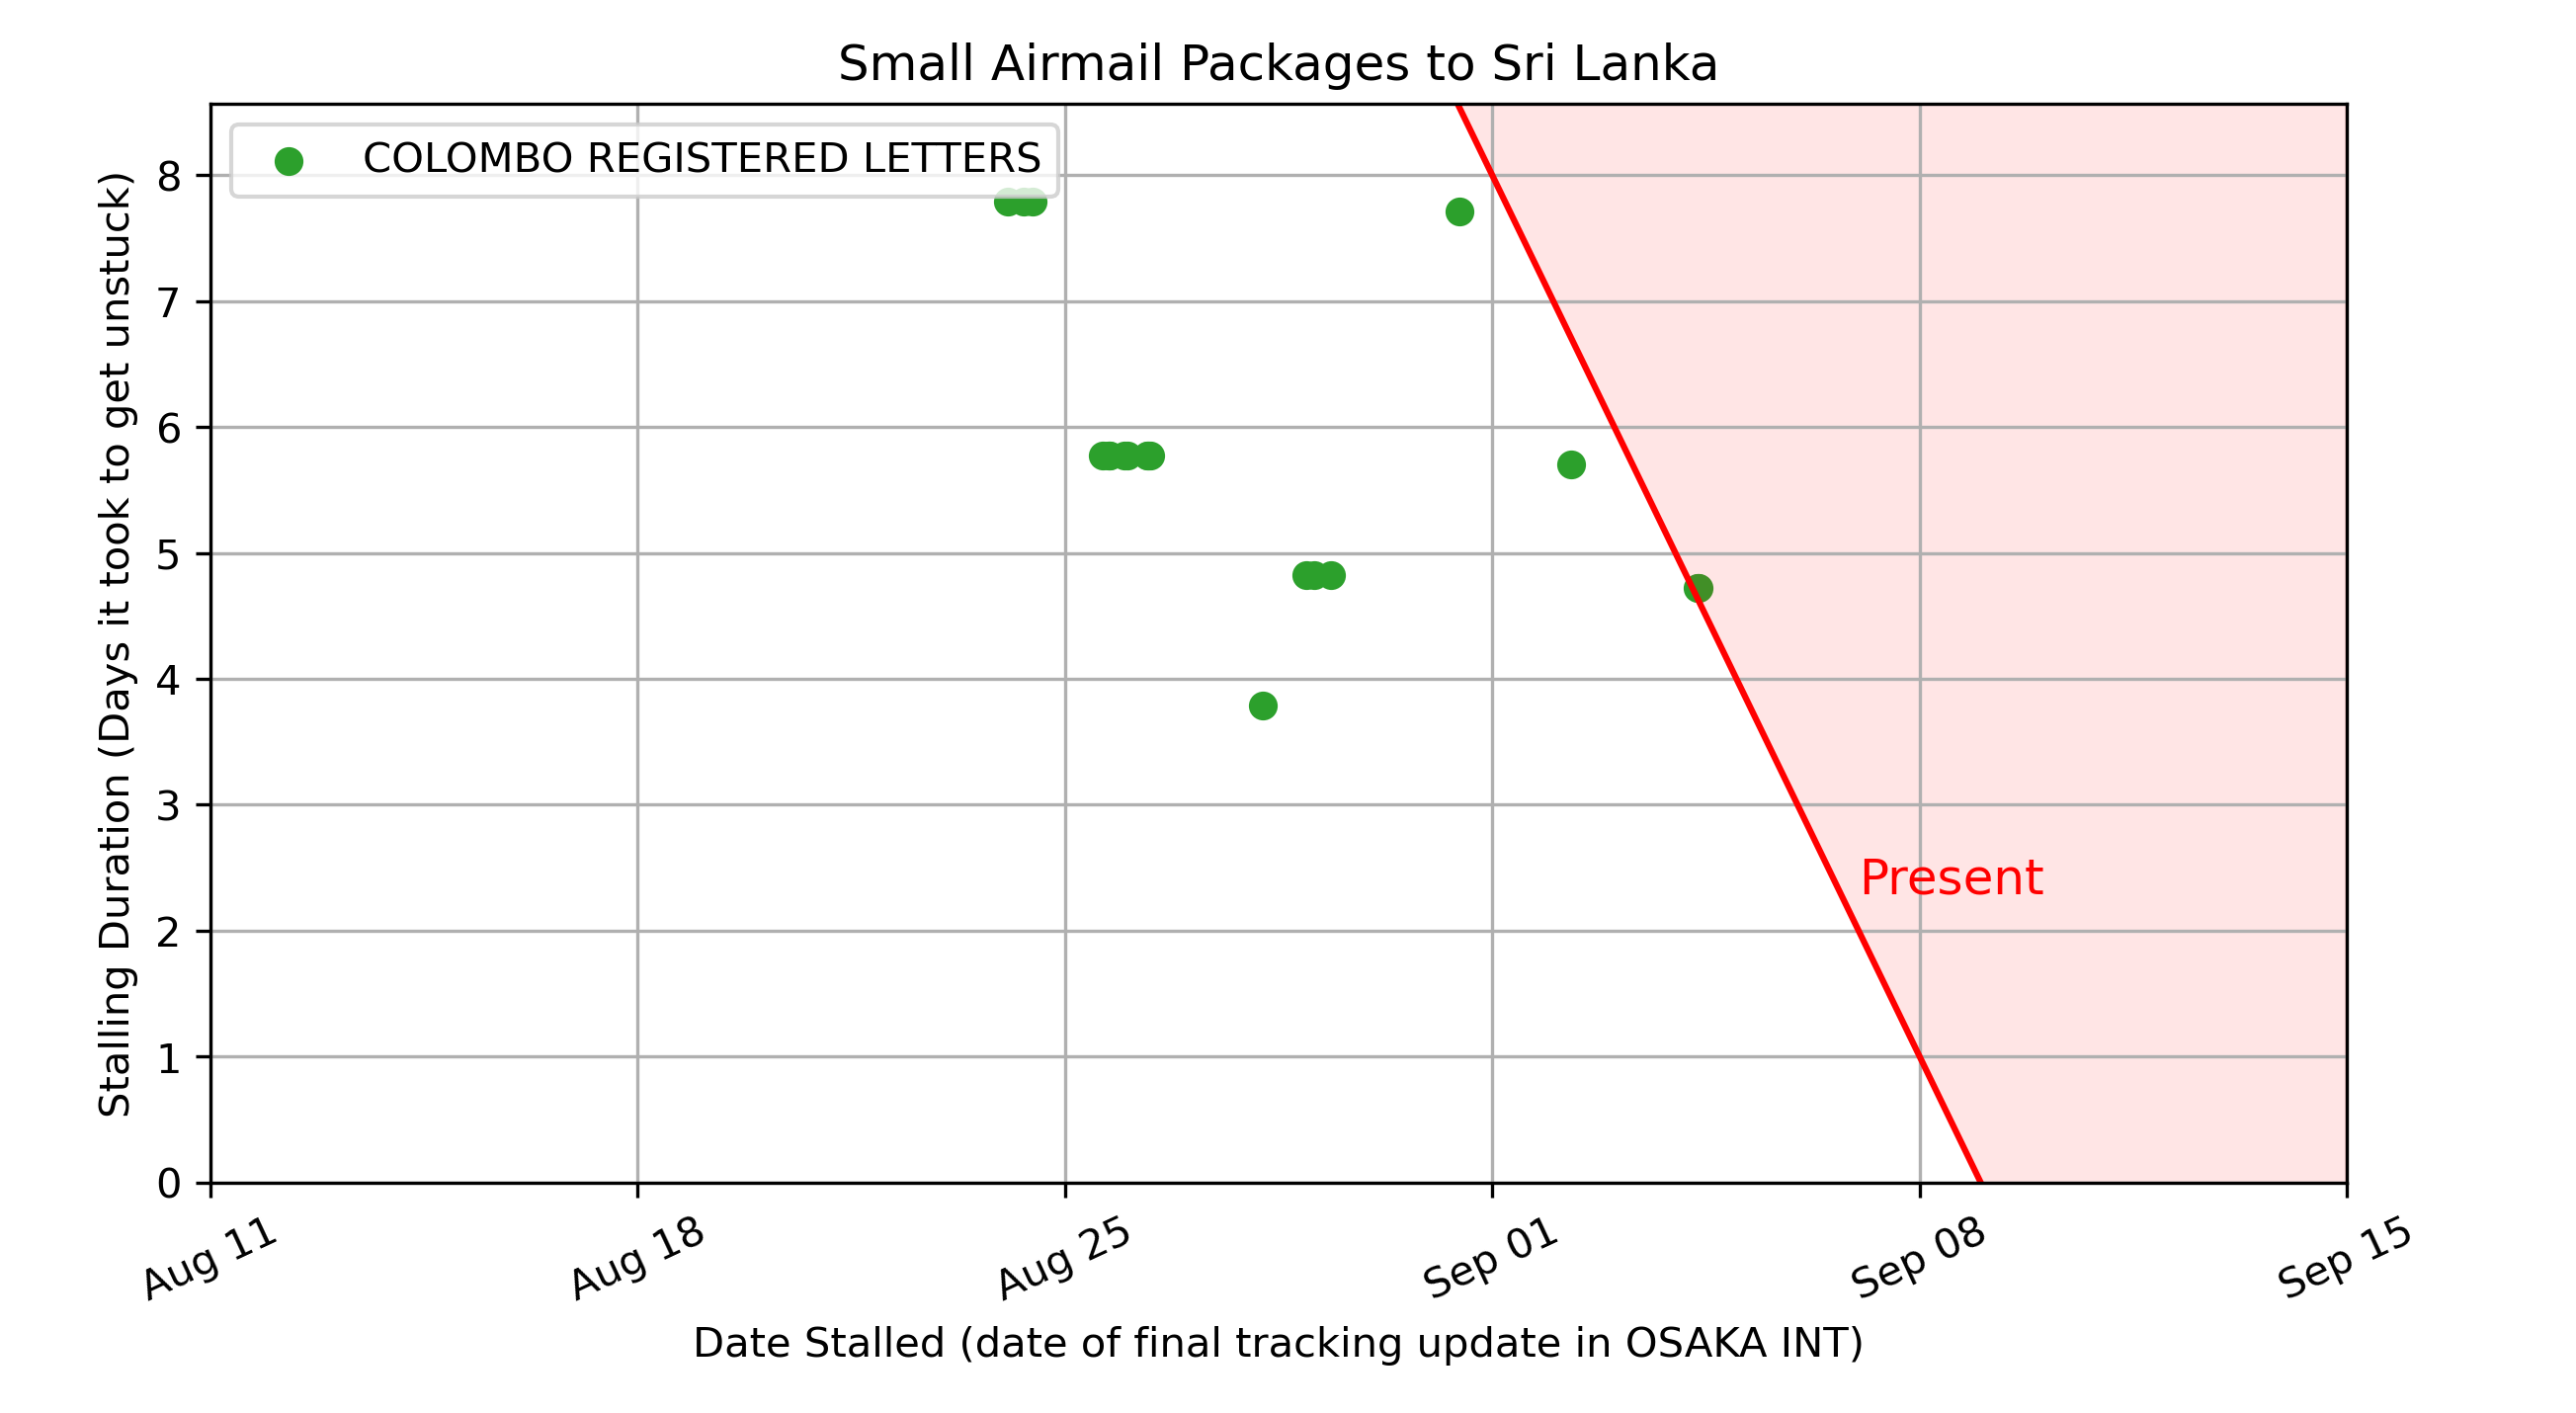 Small Airmail Packages to Sri Lanka
COLOMBO REGISTERED LETTERS
Stalling Duration (Days it took to get unstuck)
8
7
6
5
4
3
2
1
0
Present
Aug 11
Aug 18
Aug 25
Sep 01
Sep 08
Sep 15
Date Stalled (date of final tracking update in OSAKA INT)